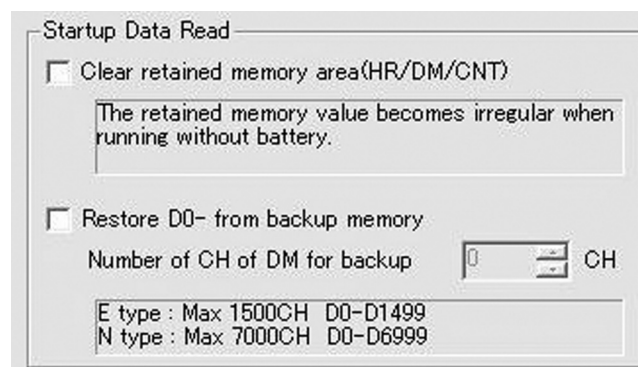 Startup Data Read
Clear retained memory area(HR/DM/CNT)
The retained memory value becomes irregular when
running without battery.
Restore D0- from backup memory
Number of CH of DM for backup 0 CH
E type : Max 1500CH D0-D1499
N type : Max 7000CH D0-D6999